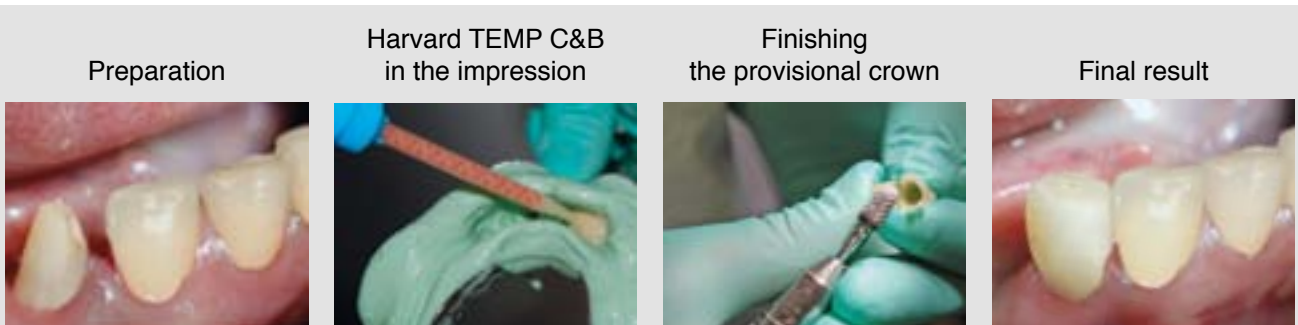 Preparation
Harvard TEMP C&B
in the impression
Finishing
the provisional crown
Final result